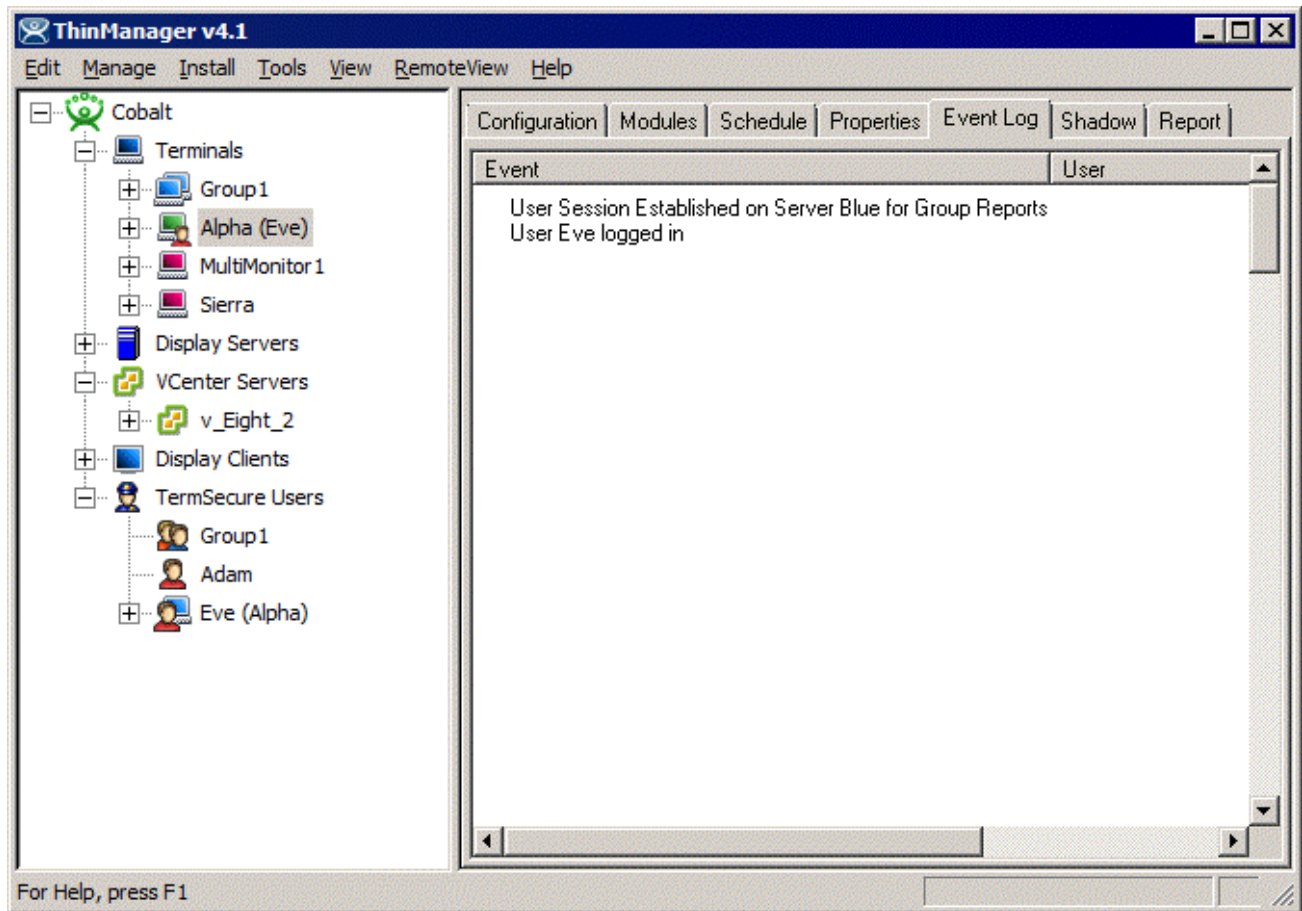 ThinManager v4.1
Edit Manage Install Tools View RemoteView Help
Cobalt
Terminals
Group1
Alpha (Eve)
MultiMonitor1
Sierra
Display Servers
VCenter Servers
v_Eight_2
Display Clients
TermSecure Users
Group1
Adam
Eve (Alpha)
Configuration Modules Schedule Properties Event Log Shadow Report
Event User
User Session Established on Server Blue for Group Reports
User Eve logged in
For Help, press F1